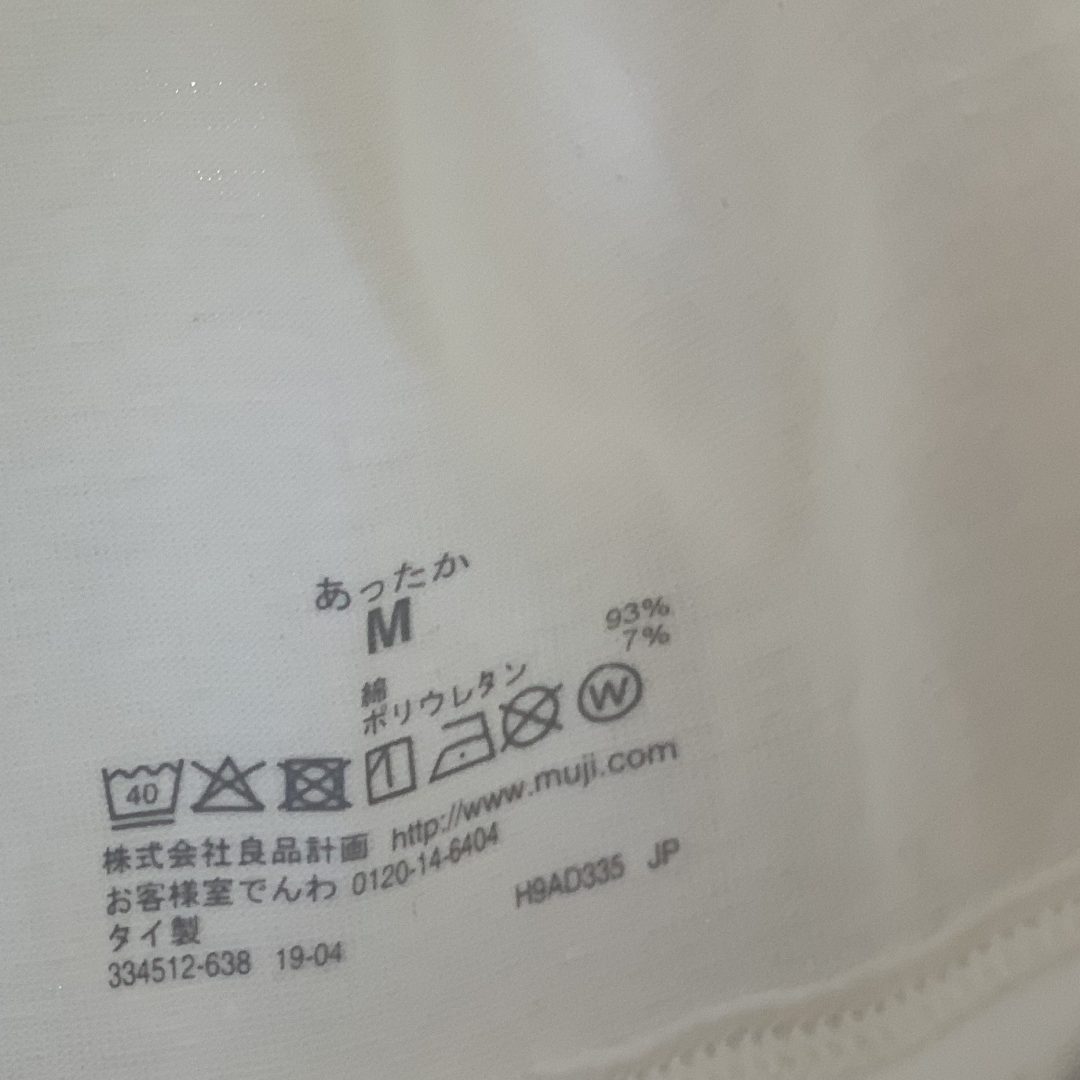 あったか
M
綿 93%
ポリウレタン 7%
40 W
株式会社良品計画 http://www.muji.com
お客様室でんわ 0120-14-6404
タイ製 H9AD335 JP
334512-638 19-04